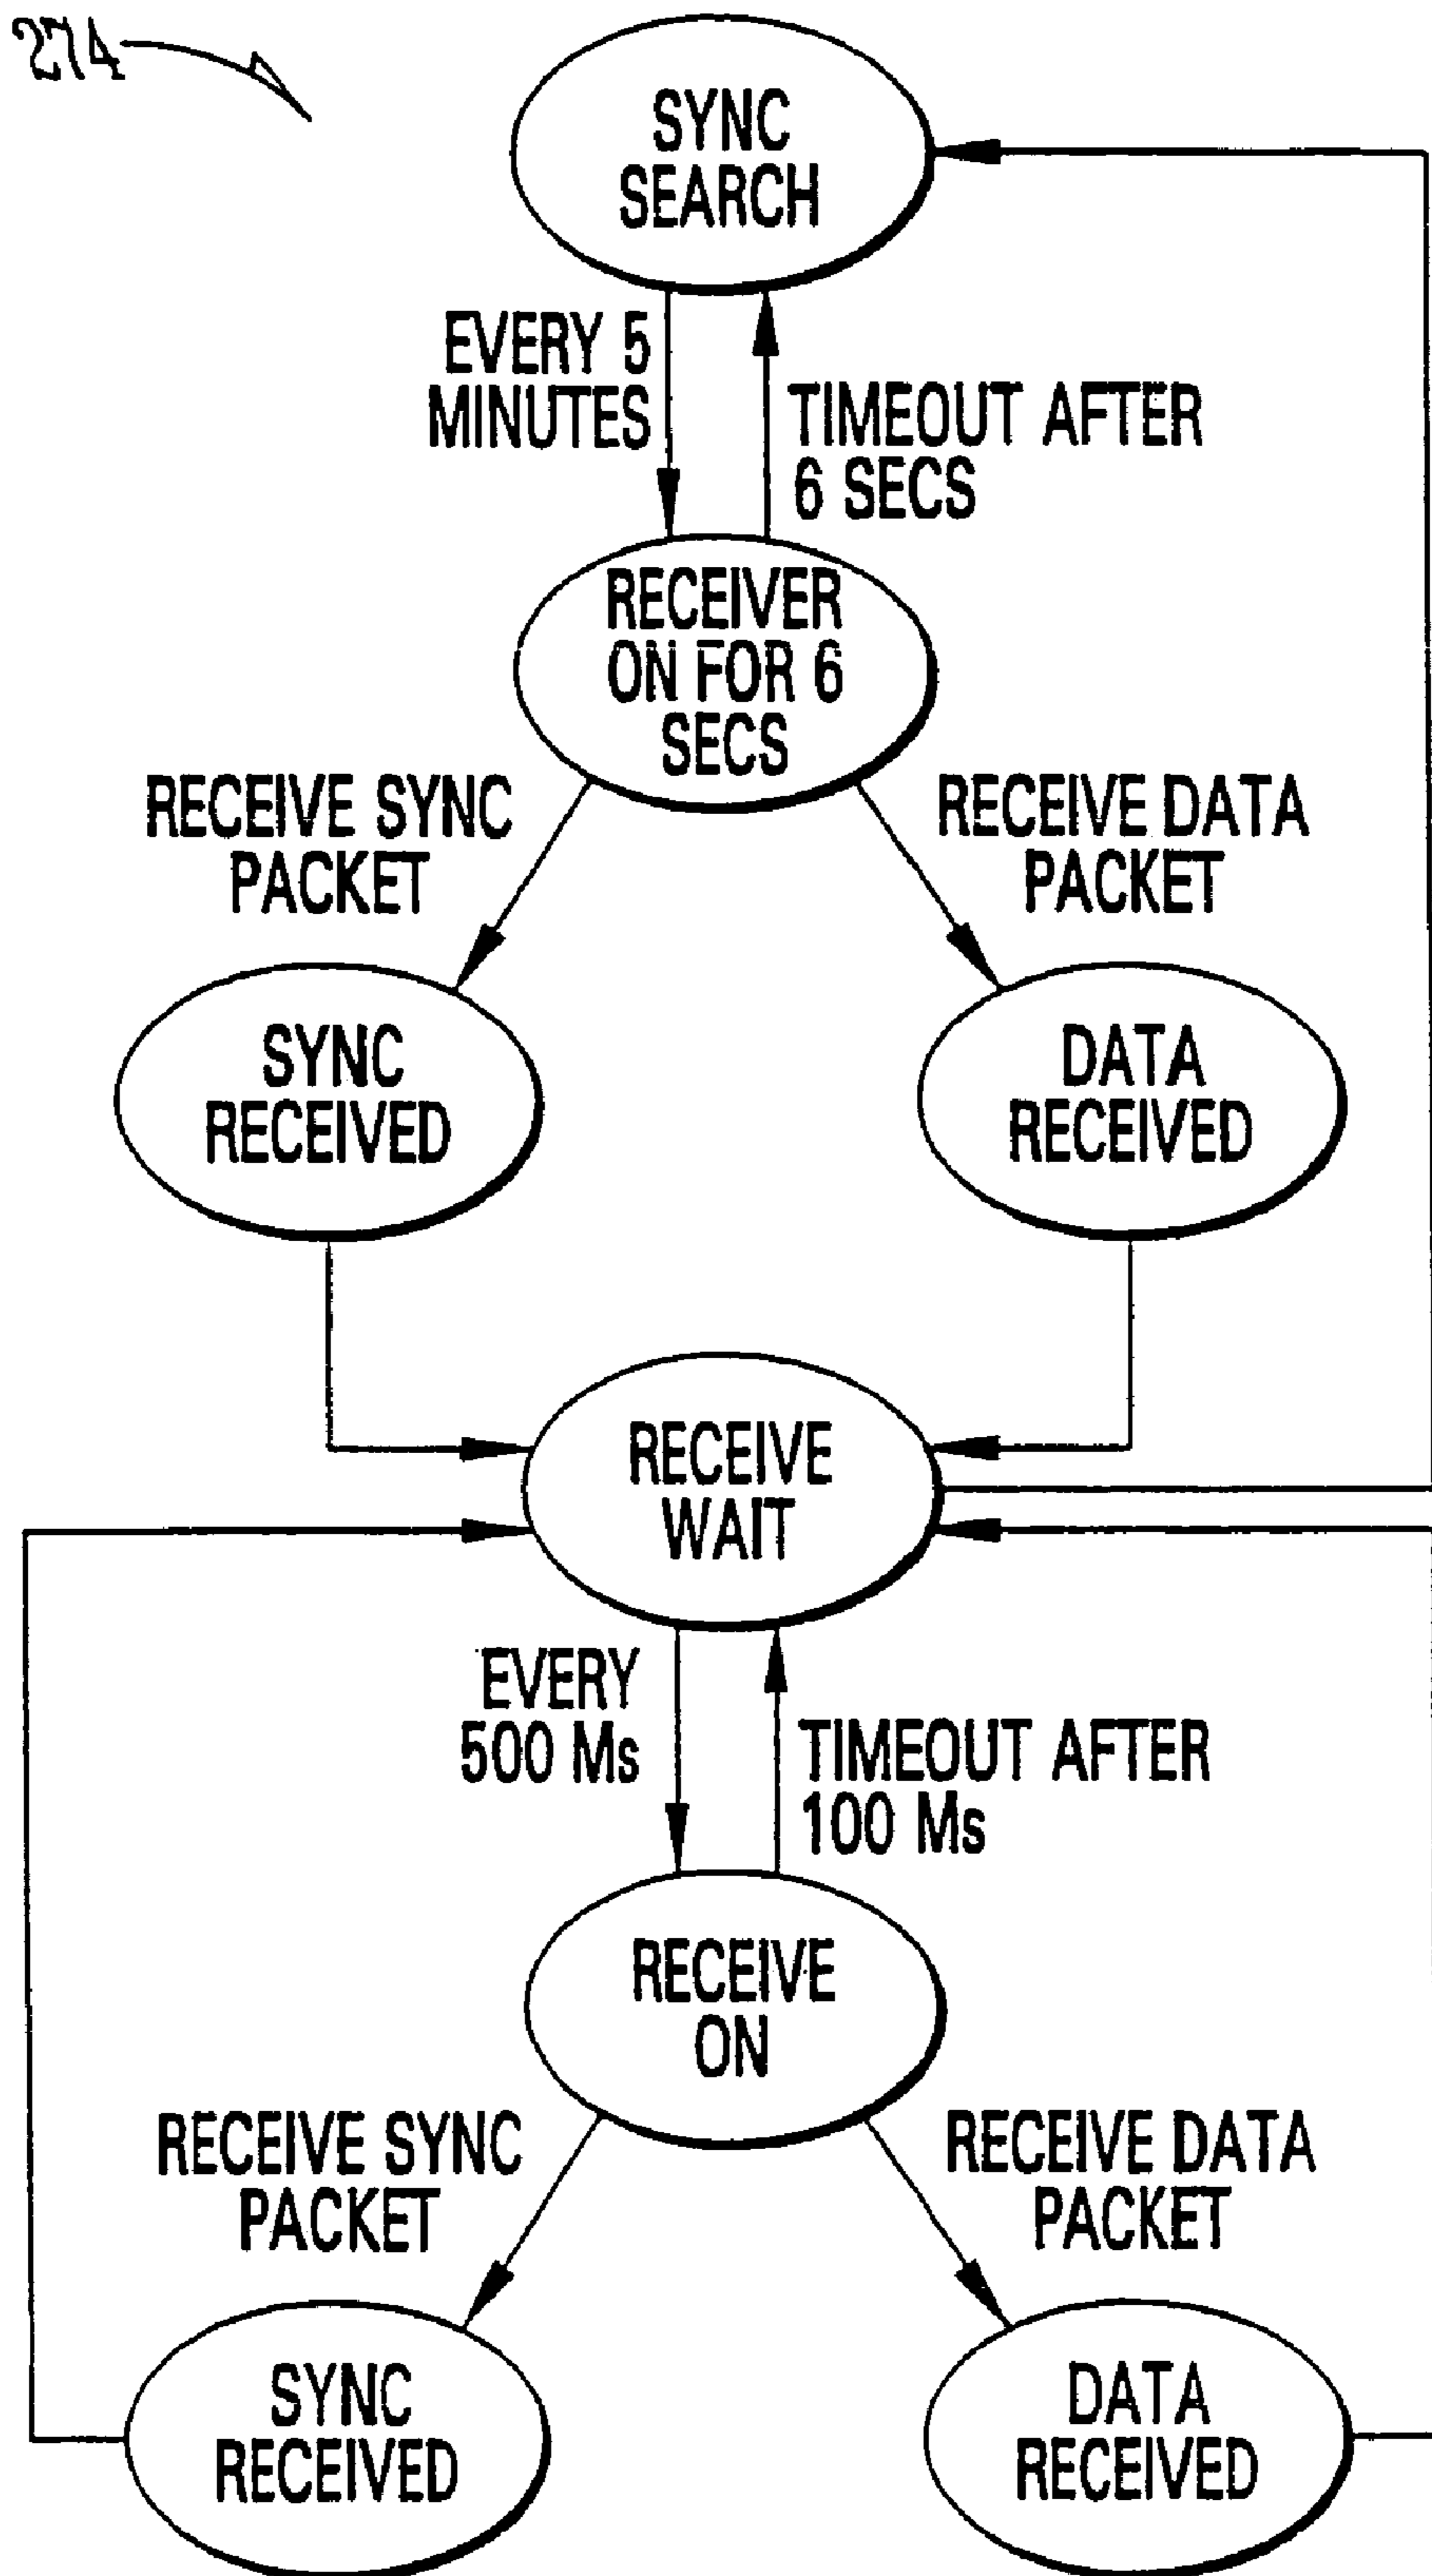 274
SYNC
SEARCH
EVERY 5
MINUTES
TIMEOUT AFTER
6 SECS
RECEIVER
ON FOR 6
SECS
RECEIVE SYNC
PACKET
RECEIVE DATA
PACKET
SYNC
RECEIVED
DATA
RECEIVED
RECEIVE
WAIT
EVERY
500 Ms
TIMEOUT AFTER
100 Ms
RECEIVE
ON
RECEIVE SYNC
PACKET
RECEIVE DATA
PACKET
SYNC
RECEIVED
DATA
RECEIVED